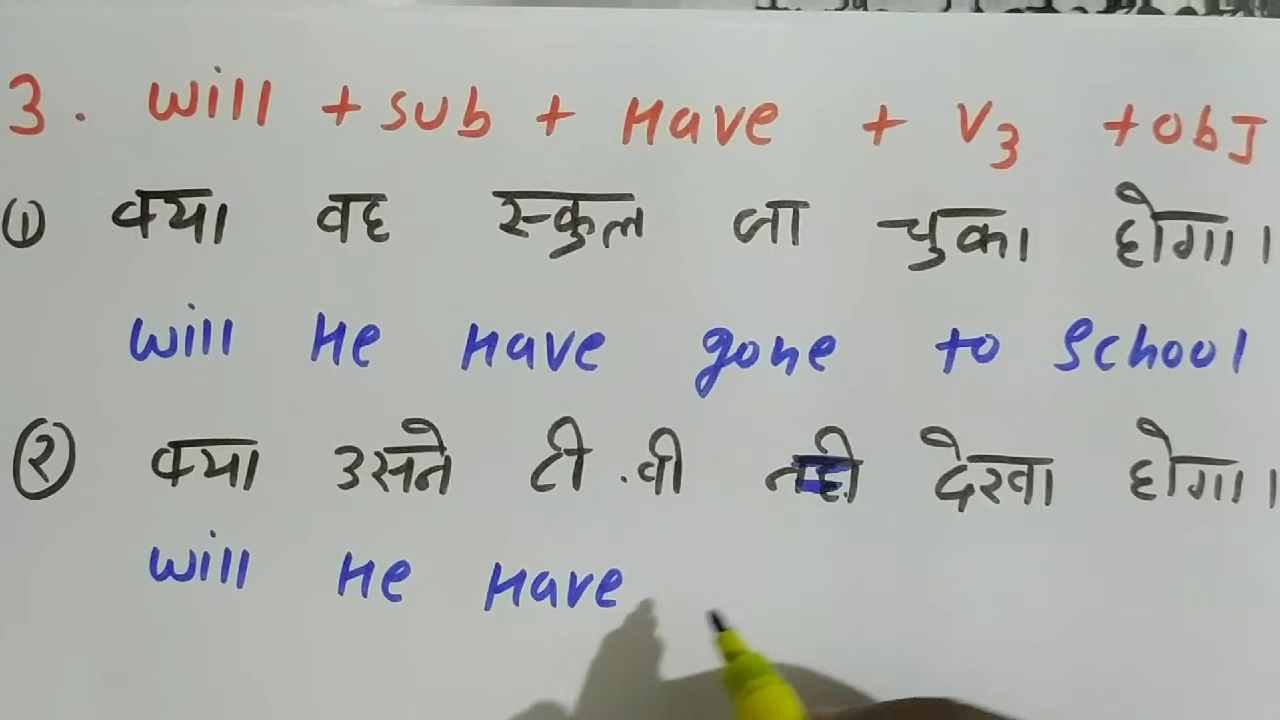 3. will + sub + Have + V3 + obj
① क्या वह स्कुल जा चुका होगा।
will He Have gone to School
② क्या उसने टी.वी नही देखा होगा।
will He Have